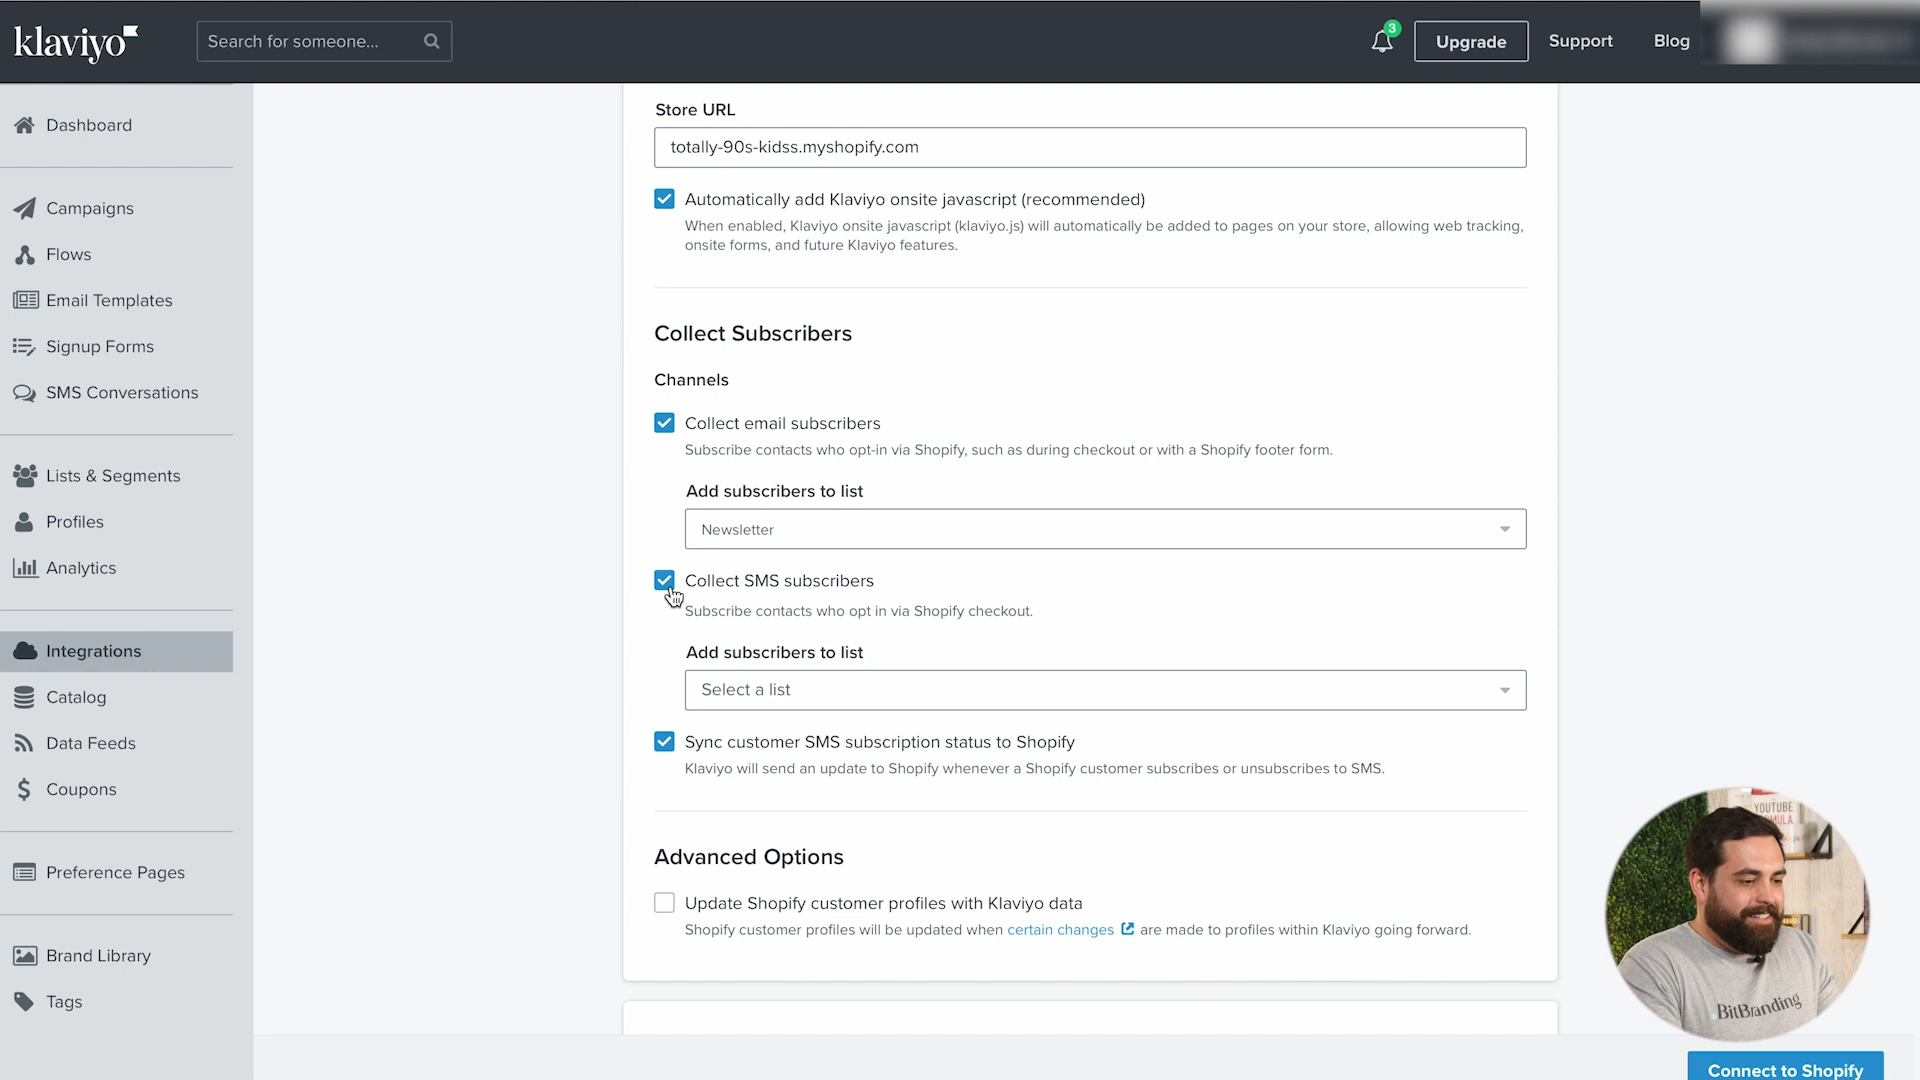 klaviyo
Search for someone...
3
Upgrade
Support
Blog
Dashboard
Campaigns
Flows
Email Templates
Signup Forms
SMS Conversations
Lists & Segments
Profiles
Analytics
Integrations
Catalog
Data Feeds
Coupons
Preference Pages
Brand Library
Tags
Store URL
totally-90s-kidss.myshopify.com
Automatically add Klaviyo onsite javascript (recommended)
When enabled, Klaviyo onsite javascript (klaviyo.js) will automatically be added to pages on your store, allowing web tracking,
onsite forms, and future Klaviyo features.
Collect Subscribers
Channels
Collect email subscribers
Subscribe contacts who opt-in via Shopify, such as during checkout or with a Shopify footer form.
Add subscribers to list
Newsletter
Collect SMS subscribers
Subscribe contacts who opt in via Shopify checkout.
Add subscribers to list
Select a list
Sync customer SMS subscription status to Shopify
Klaviyo will send an update to Shopify whenever a Shopify customer subscribes or unsubscribes to SMS.
Advanced Options
Update Shopify customer profiles with Klaviyo data
Shopify customer profiles will be updated when certain changes are made to profiles within Klaviyo going forward.
YOUTUBE
FORMULA
BitBranding
Connect to Shopify